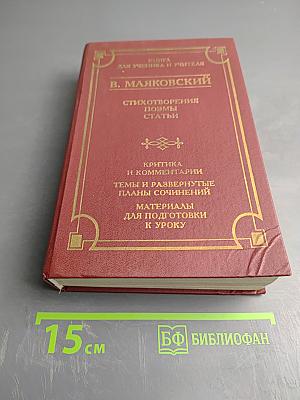 КНИГА
ДЛЯ УЧЕНИКА И УЧИТЕЛЯ
В. МАЯКОВСКИЙ
СТИХОТВОРЕНИЯ
ПОЭМЫ
СТАТЬИ
КРИТИКА
И КОММЕНТАРИИ
ТЕМЫ И РАЗВЕРНУТЫЕ
ПЛАНЫ СОЧИНЕНИЙ
МАТЕРИАЛЫ
ДЛЯ ПОДГОТОВКИ
К УРОКУ
15 см
БФ БИБЛИОФАН